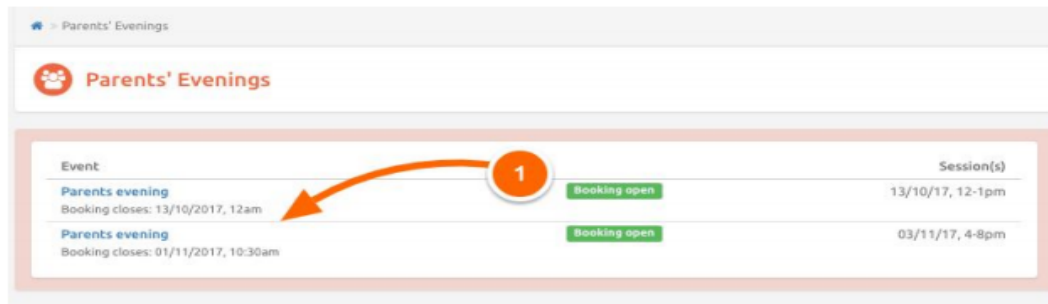 > Parents' Evenings
Parents' Evenings
Event Session(s)
1
Parents evening Booking open 13/10/17, 12-1pm
Booking closes: 13/10/2017, 12am
Parents evening Booking open 03/11/17, 4-8pm
Booking closes: 01/11/2017, 10:30am